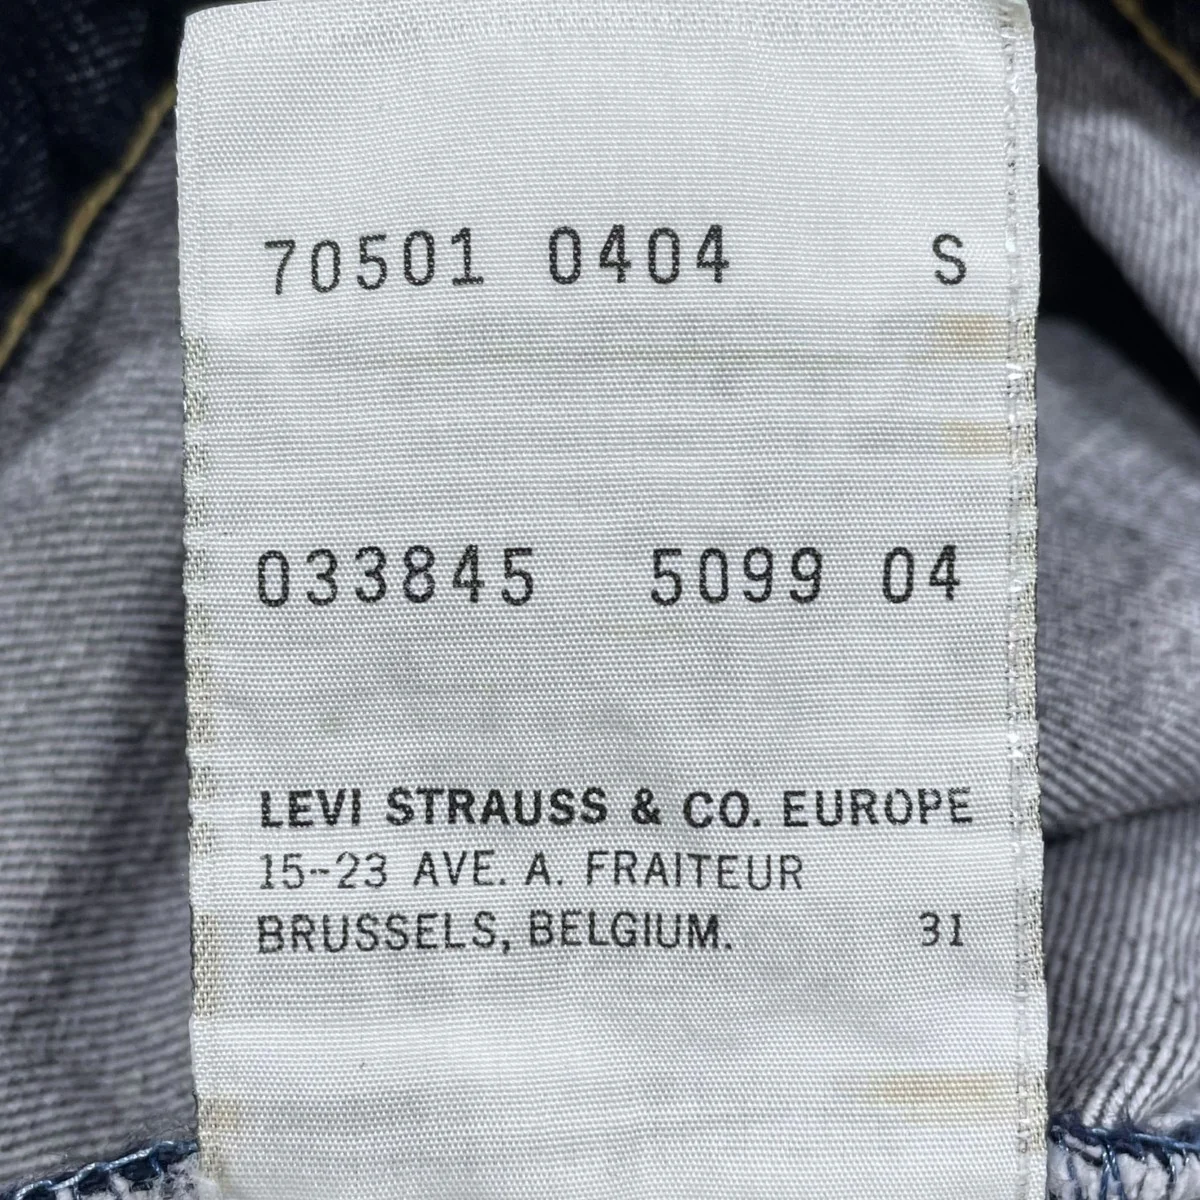 70501 0404 S
033845 5099 04
LEVI STRAUSS & CO. EUROPE
15-23 AVE. A. FRAITEUR
BRUSSELS, BELGIUM. 31